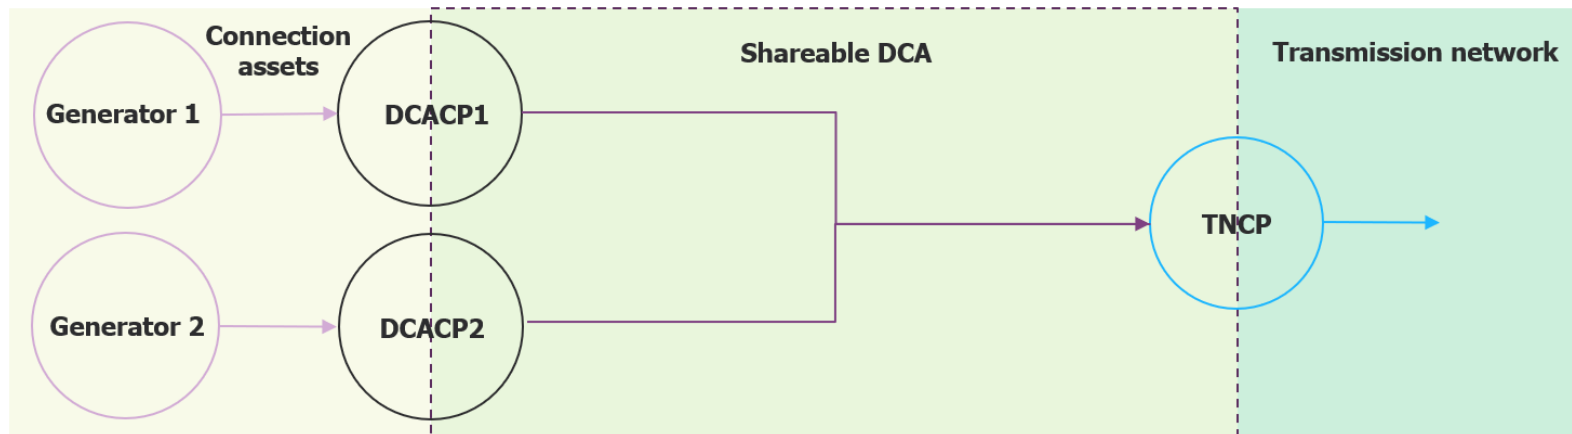 Connection
assets
Shareable DCA
Transmission network
Generator 1
DCACP1
TNCP
Generator 2
DCACP2